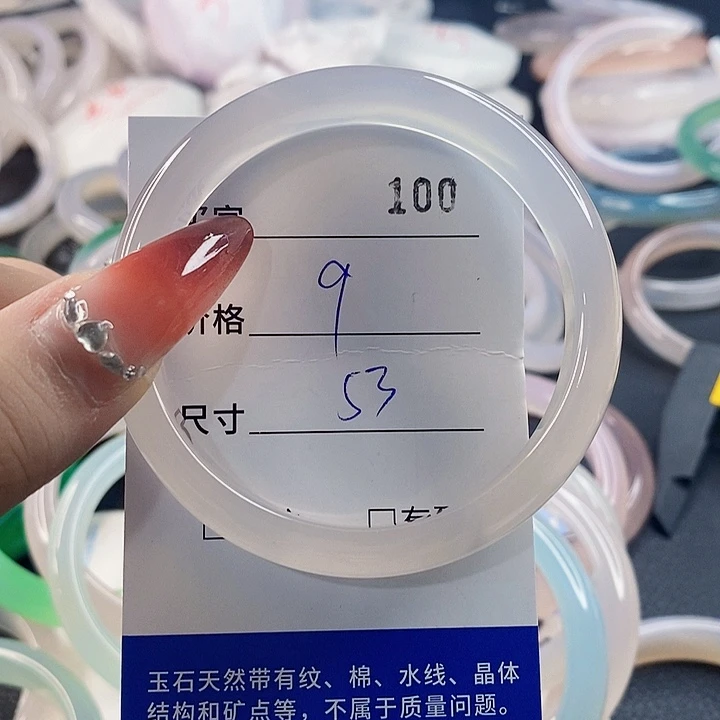 100
价格 9
尺寸 53
玉石天然带有纹、棉、水线、晶体
结构和矿点等，不属于质量问题。